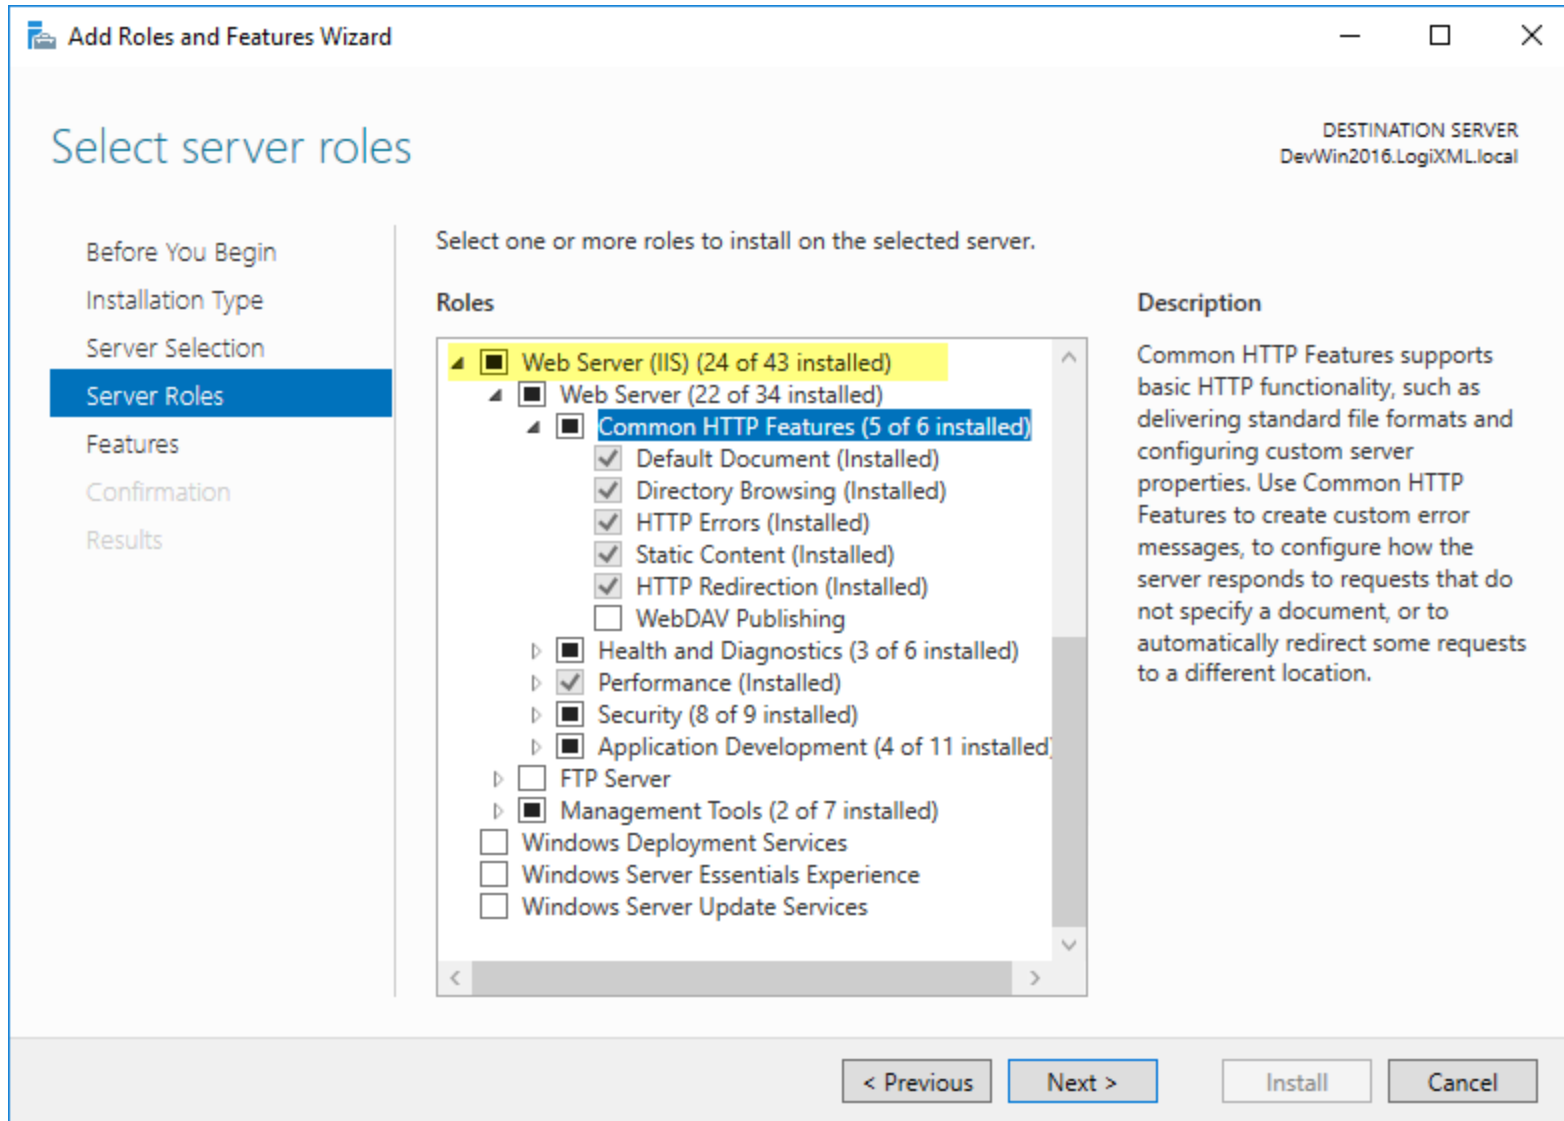 Add Roles and Features Wizard
Select server roles
DESTINATION SERVER
DevWin2016.LogiXML.local
Before You Begin
Installation Type
Server Selection
Server Roles
Features
Confirmation
Results
Select one or more roles to install on the selected server.
Roles
Web Server (IIS) (24 of 43 installed)
Web Server (22 of 34 installed)
Common HTTP Features (5 of 6 installed)
Default Document (Installed)
Directory Browsing (Installed)
HTTP Errors (Installed)
Static Content (Installed)
HTTP Redirection (Installed)
WebDAV Publishing
Health and Diagnostics (3 of 6 installed)
Performance (Installed)
Security (8 of 9 installed)
Application Development (4 of 11 installed)
FTP Server
Management Tools (2 of 7 installed)
Windows Deployment Services
Windows Server Essentials Experience
Windows Server Update Services
Description
Common HTTP Features supports
basic HTTP functionality, such as
delivering standard file formats and
configuring custom server
properties. Use Common HTTP
Features to create custom error
messages, to configure how the
server responds to requests that do
not specify a document, or to
automatically redirect some requests
to a different location.
< Previous
Next >
Install
Cancel